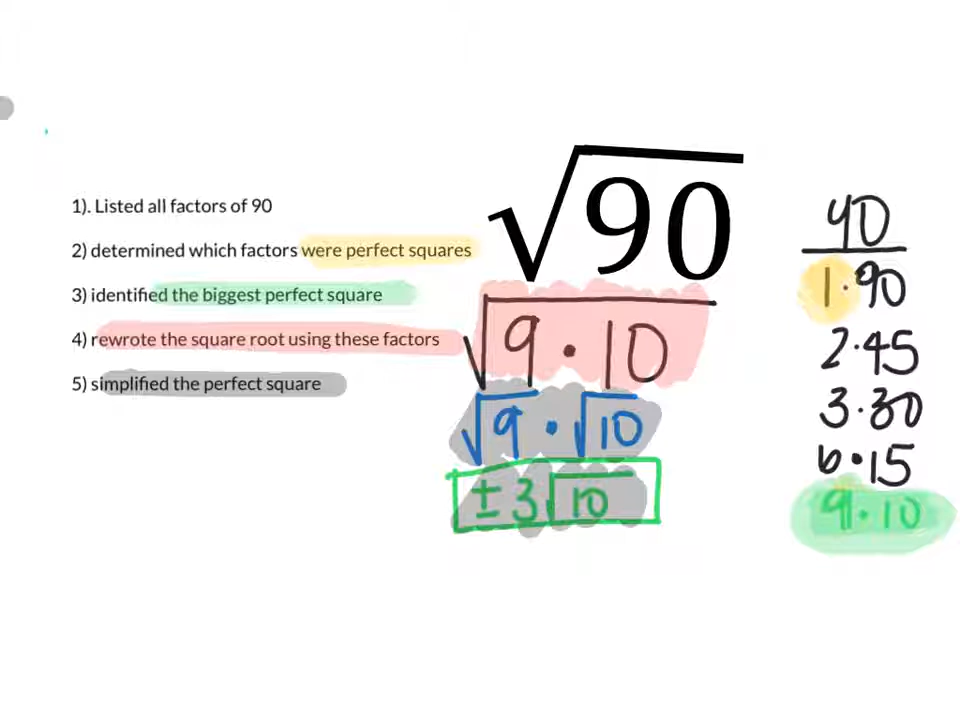 1). Listed all factors of 90
2) determined which factors were perfect squares
3) identified the biggest perfect square
4) rewrote the square root using these factors
5) simplified the perfect square
√90
√9 · 10
√9 · √10
± 3√10
90
1 · 90
2 · 45
3 · 30
6 · 15
9 · 10